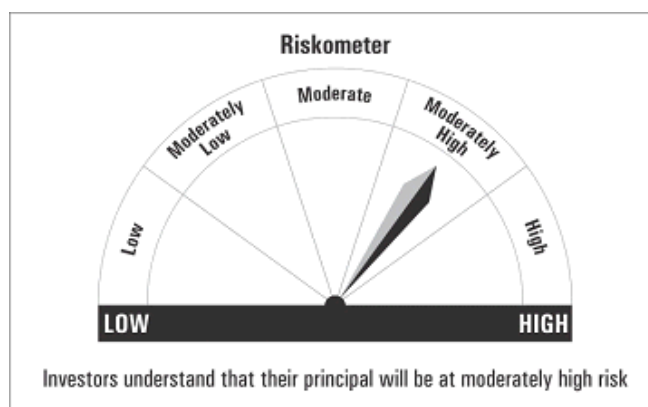 Riskometer
Low
Moderately
Low
Moderate
Moderately
High
High
LOW
HIGH
Investors understand that their principal will be at moderately high risk